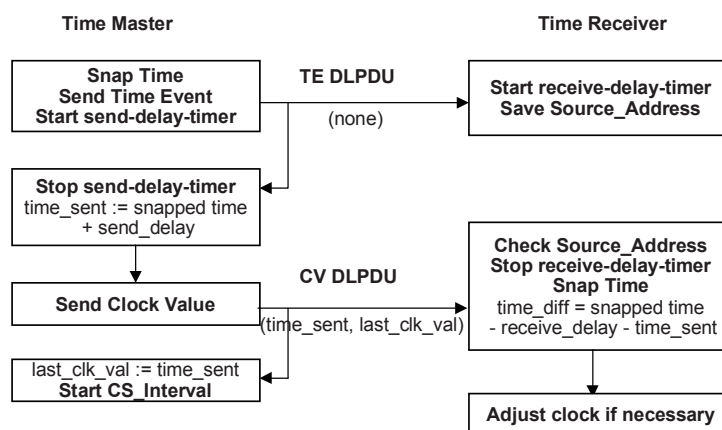 Time Master
Time Receiver
Snap Time
Send Time Event
Start send-delay-timer
TE DLPDU
(none)
Start receive-delay-timer
Save Source_Address
Stop send-delay-timer
time_sent := snapped time
+ send_delay
Send Clock Value
CV DLPDU
(time_sent, last_clk_val)
Check Source_Address
Stop receive-delay-timer
Snap Time
time_diff = snapped time
- receive_delay - time_sent
last_clk_val := time_sent
Start CS_Interval
Adjust clock if necessary